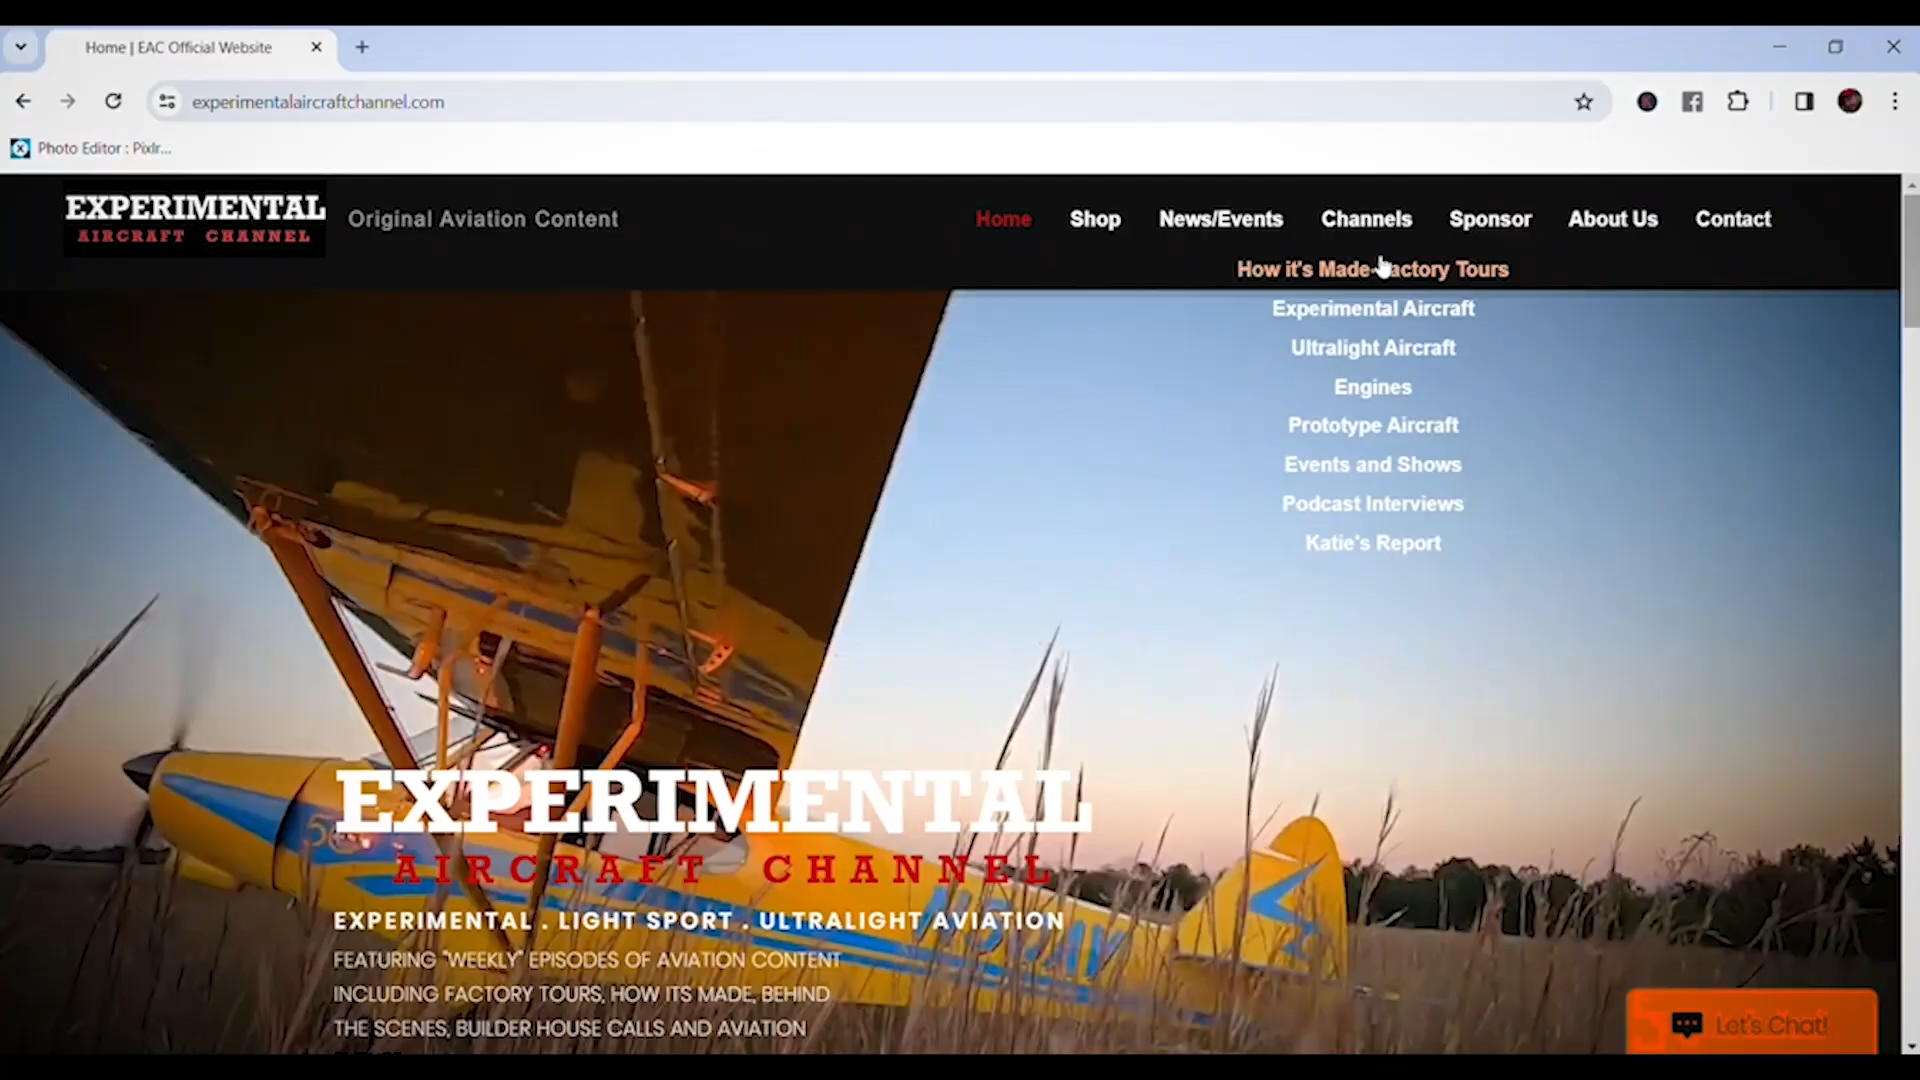 Home | EAC Official Website
experimentalaircraftchannel.com
Photo Editor : Pixlr...
EXPERIMENTAL
AIRCRAFT CHANNEL
Original Aviation Content
Home
Shop
News/Events
Channels
Sponsor
About Us
Contact
How it's Made-Factory Tours
Experimental Aircraft
Ultralight Aircraft
Engines
Prototype Aircraft
Events and Shows
Podcast Interviews
Katie's Report
EXPERIMENTAL
AIRCRAFT CHANNEL
EXPERIMENTAL . LIGHT SPORT . ULTRALIGHT AVIATION
FEATURING "WEEKLY" EPISODES OF AVIATION CONTENT
INCLUDING FACTORY TOURS, HOW ITS MADE, BEHIND
THE SCENES, BUILDER HOUSE CALLS AND AVIATION
Let's Chat!